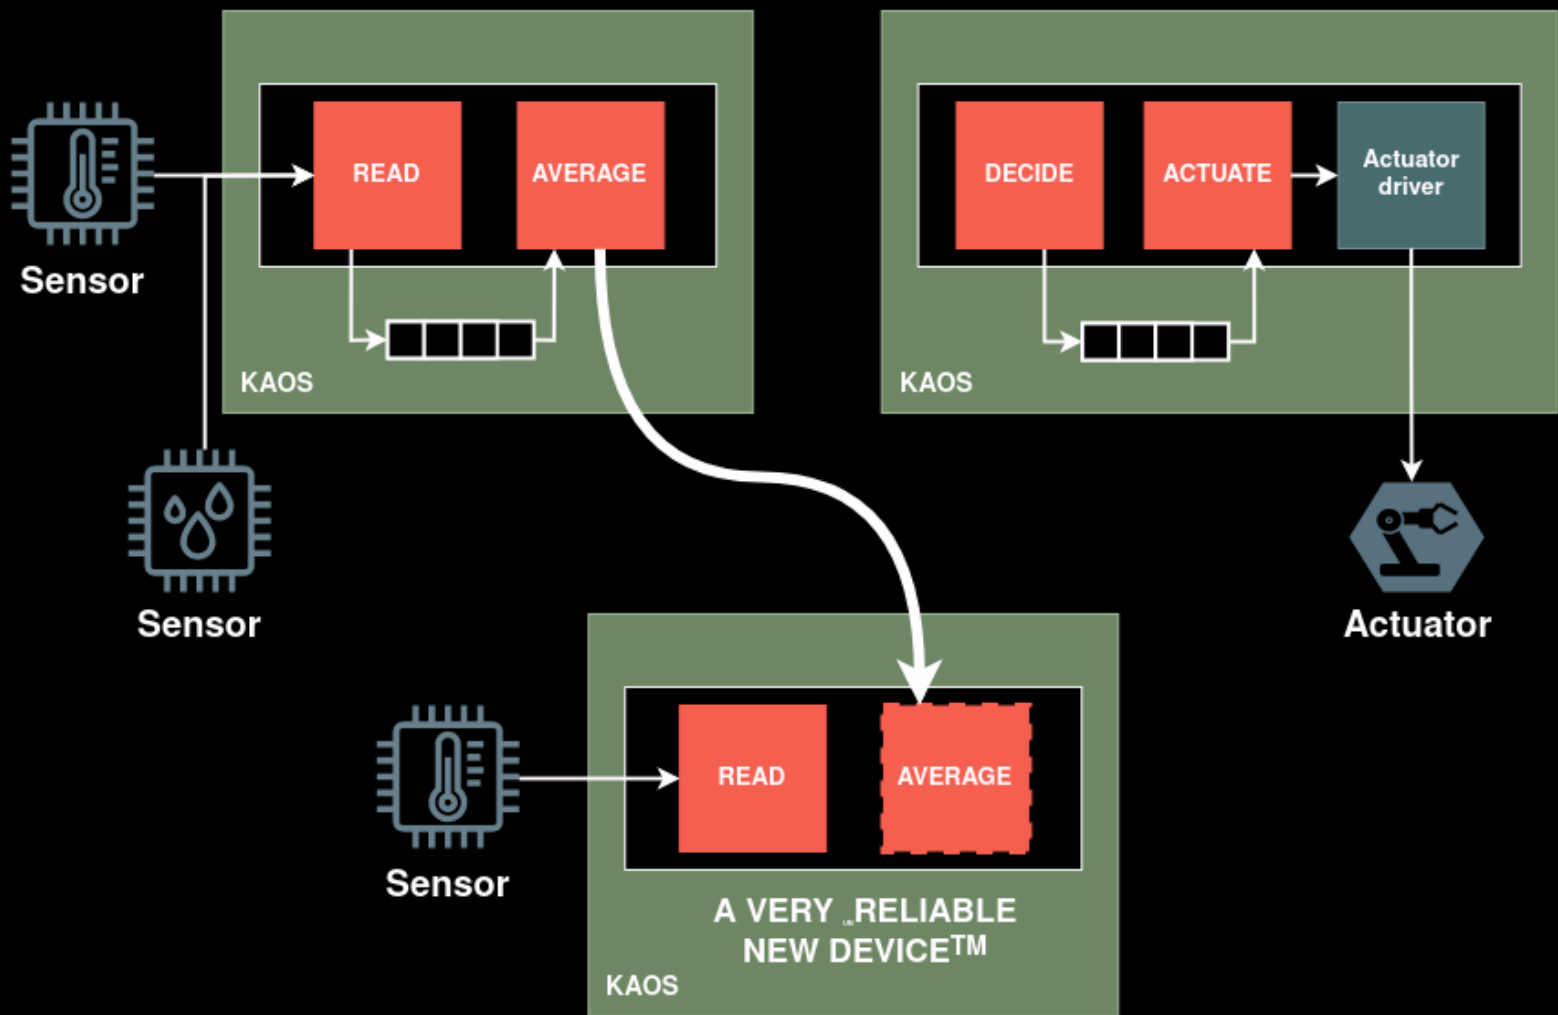 READ
AVERAGE
DECIDE
ACTUATE
Actuator
driver
Sensor
KAOS
KAOS
Sensor
Actuator
READ
AVERAGE
Sensor
A VERY UN RELIABLE
NEW DEVICE™
KAOS